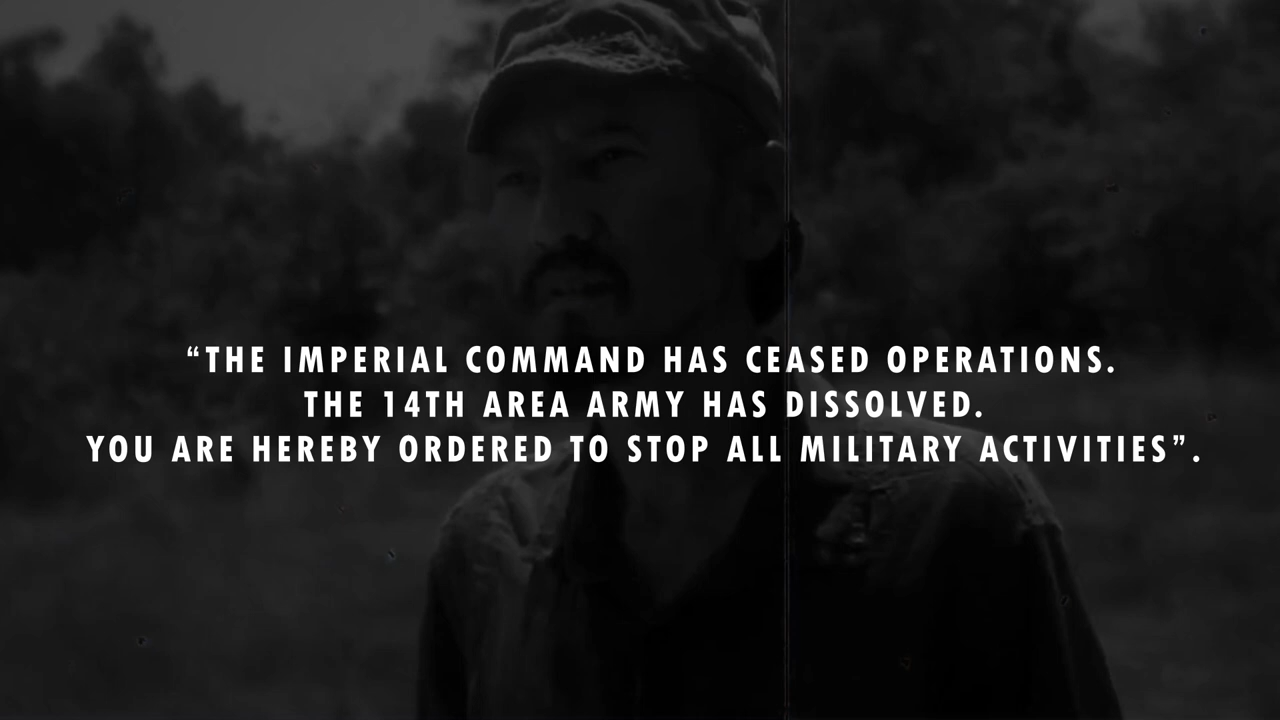 “THE IMPERIAL COMMAND HAS CEASED OPERATIONS.
THE 14TH AREA ARMY HAS DISSOLVED.
YOU ARE HEREBY ORDERED TO STOP ALL MILITARY ACTIVITIES”.